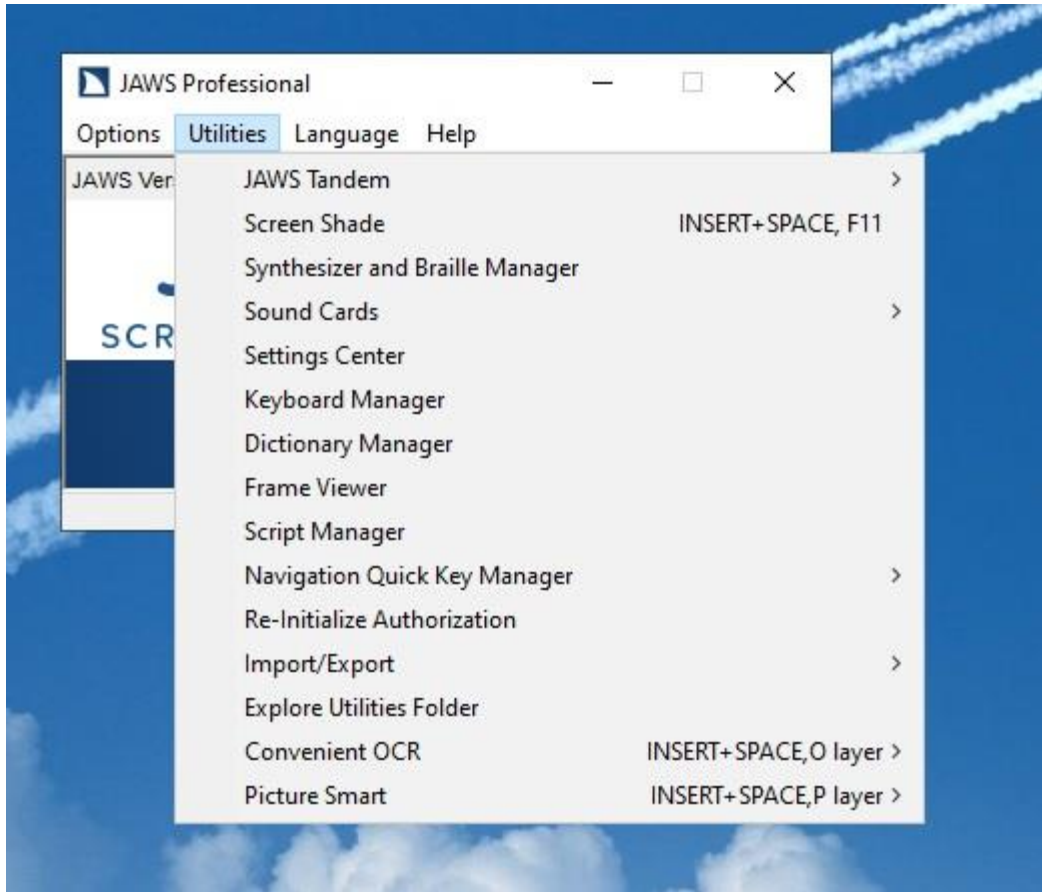 JAWS Professional
Options Utilities Language Help
JAWS Ver
SCR
JAWS Tandem
Screen Shade INSERT+SPACE, F11
Synthesizer and Braille Manager
Sound Cards
Settings Center
Keyboard Manager
Dictionary Manager
Frame Viewer
Script Manager
Navigation Quick Key Manager
Re-Initialize Authorization
Import/Export
Explore Utilities Folder
Convenient OCR INSERT+SPACE,O layer
Picture Smart INSERT+SPACE,P layer